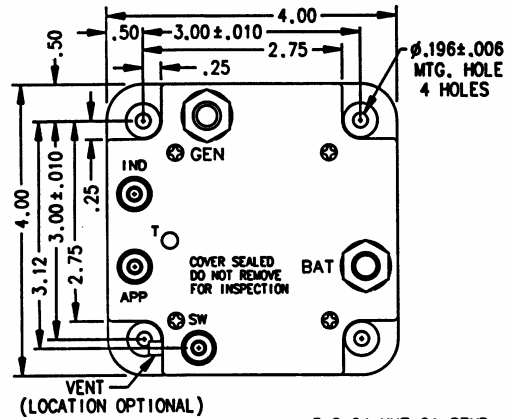 4.00
.50
3.00±.010
2.75
.25
ø.196±.006
MTG. HOLE
4 HOLES
.50
4.00
3.12
3.00±.010
2.75
.25
GEN
IND
T
APP
COVER SEALED
DO NOT REMOVE
FOR INSPECTION
BAT
SW
VENT
(LOCATION OPTIONAL)